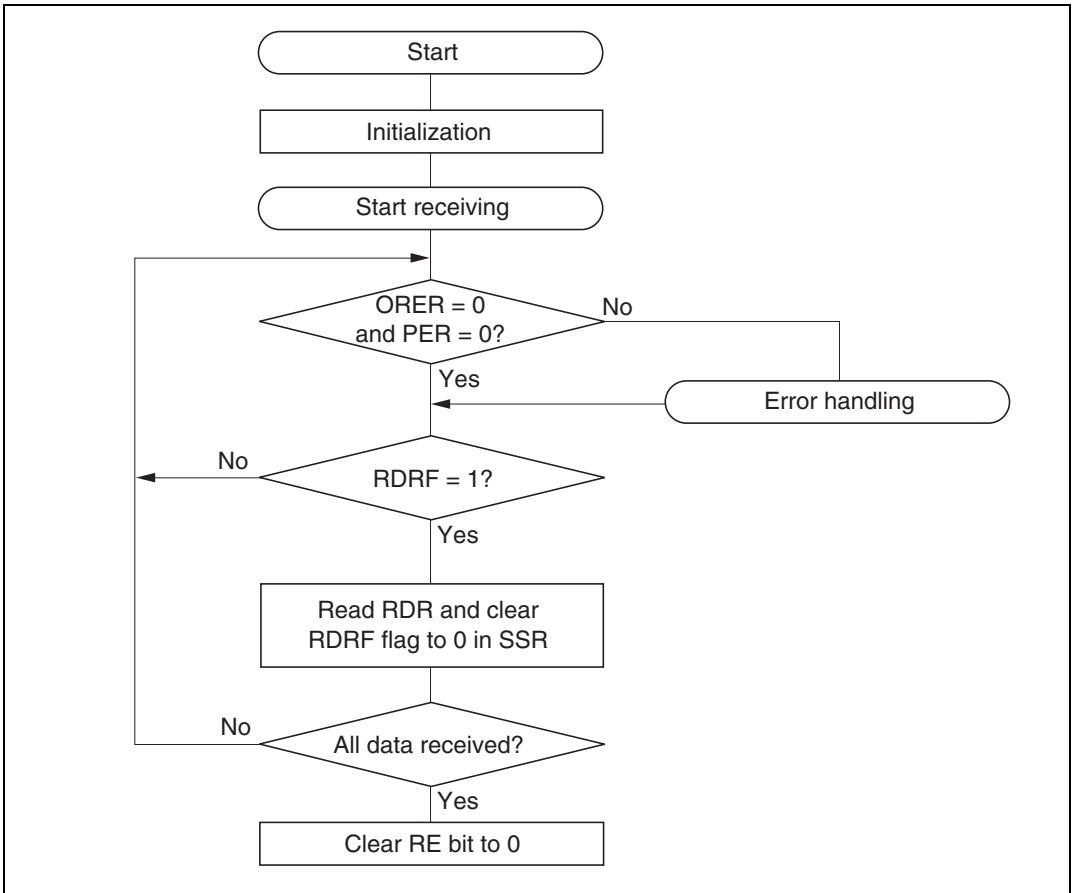 Start
Initialization
Start receiving
ORER = 0
and PER = 0?
No
Yes
Error handling
No
RDRF = 1?
Yes
Read RDR and clear
RDRF flag to 0 in SSR
No
All data received?
Yes
Clear RE bit to 0